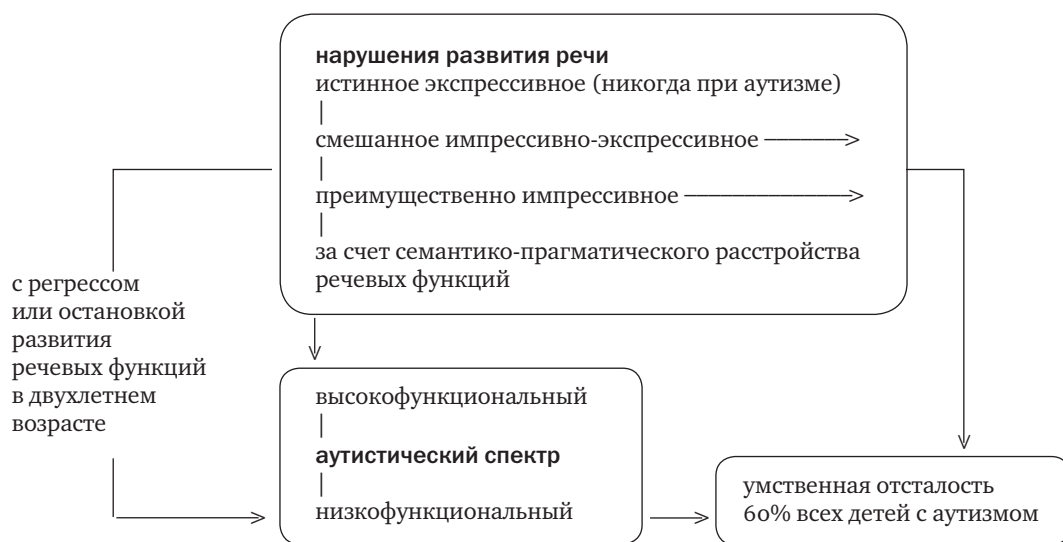 нарушения развития речи
истинное экспрессивное (никогда при аутизме)
смешанное импрессивно-экспрессивное
преимущественно импрессивное
за счет семантико-прагматического расстройства
речевых функций
с регрессом
или остановкой
развития
речевых функций
в двухлетнем
возрасте
высокофункциональный
аутистический спектр
низкофункциональный
умственная отсталость
60% всех детей с аутизмом